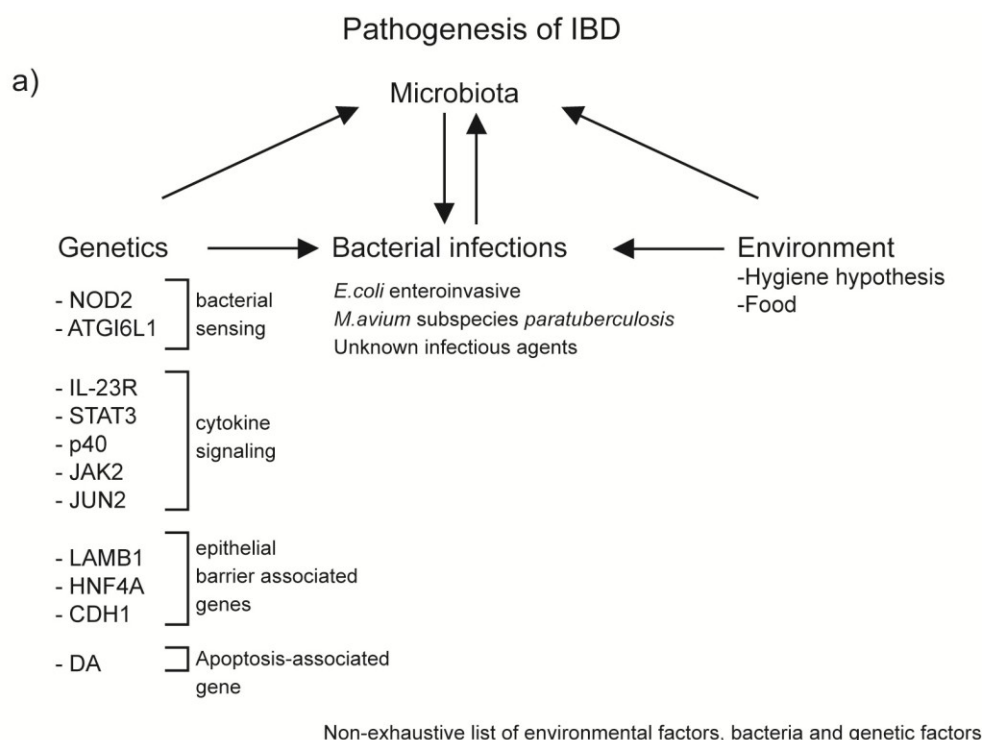 Pathogenesis of IBD
a)
Microbiota
Genetics
Bacterial infections
Environment
- NOD2
- ATGI6L1
bacterial
sensing
- IL-23R
- STAT3
- p40
- JAK2
- JUN2
cytokine
signaling
- LAMB1
- HNF4A
- CDH1
epithelial
barrier associated
genes
- DA
Apoptosis-associated
gene
E.coli enteroinvasive
M.avium subspecies paratuberculosis
Unknown infectious agents
-Hygiene hypothesis
-Food
Non-exhaustive list of environmental factors, bacteria and genetic factors